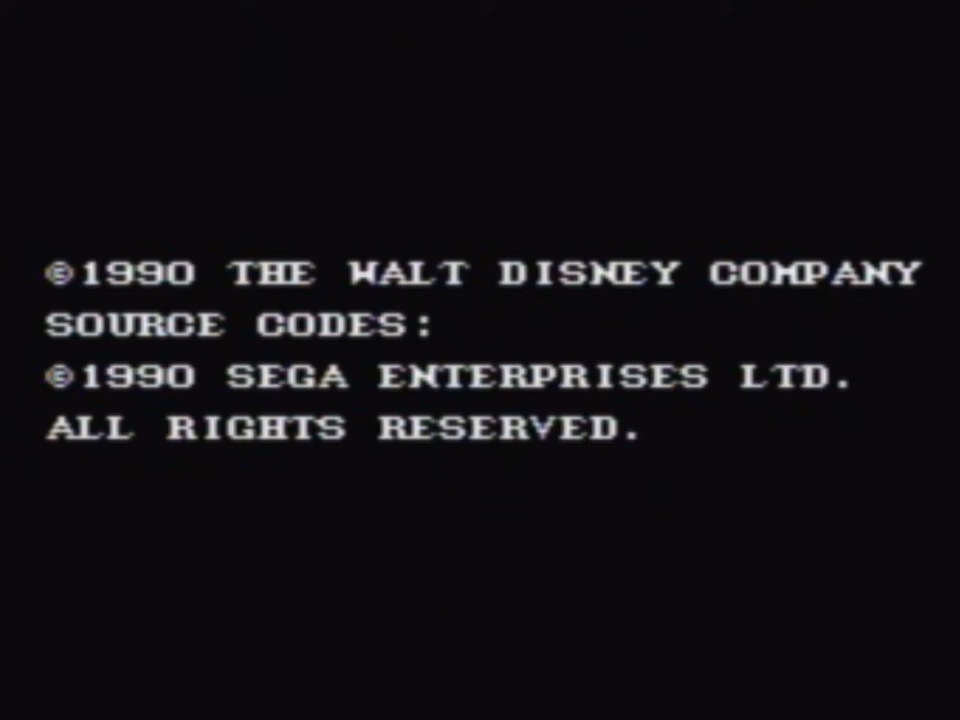 ©1990 THE WALT DISNEY COMPANY
SOURCE CODES:
©1990 SEGA ENTERPRISES LTD.
ALL RIGHTS RESERVED.